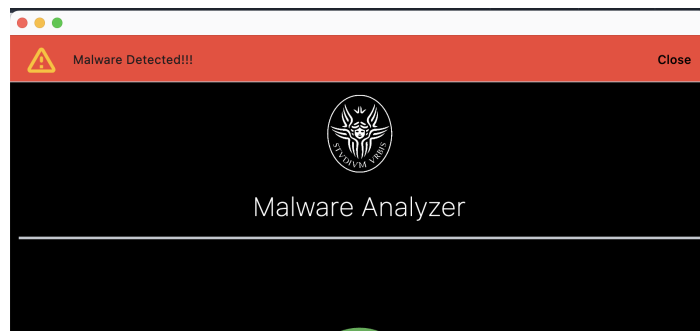 Malware Detected!!!
Close
STVDIVM VRBIS
Malware Analyzer